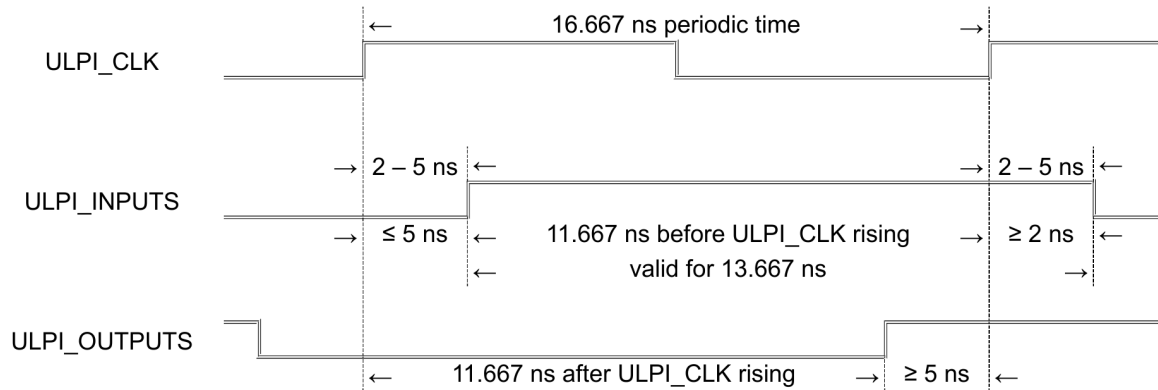 ← 16.667 ns periodic time →
ULPI_CLK
→ 2 – 5 ns ← → 2 – 5 ns ←
ULPI_INPUTS
→ ≤ 5 ns ← 11.667 ns before ULPI_CLK rising → ≥ 2 ns ←
← valid for 13.667 ns →
ULPI_OUTPUTS
← 11.667 ns after ULPI_CLK rising → ≥ 5 ns ←